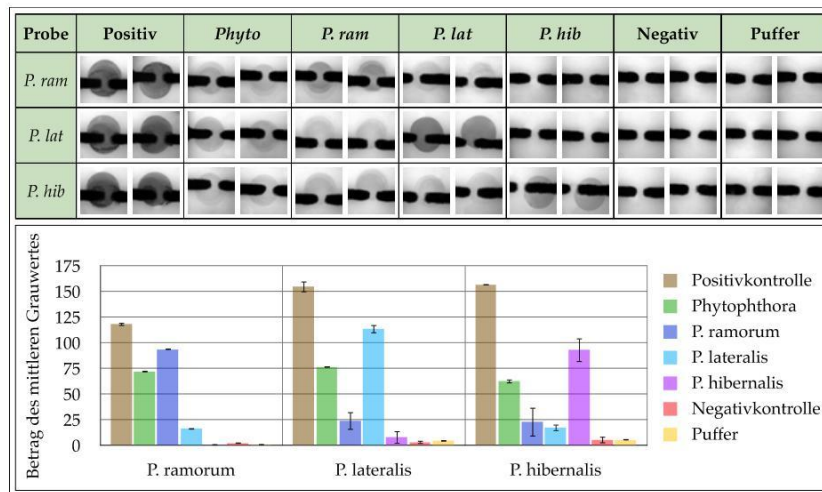 Probe Positiv Phyto P. ram P. lat P. hib Negativ Puffer
P. ram
P. lat
P. hib
Betrag des mittleren Grauwertes
175
150
125
100
75
50
25
0
P. ramorum P. lateralis P. hibernalis
Positivkontrolle
Phytophthora
P. ramorum
P. lateralis
P. hibernalis
Negativkontrolle
Puffer